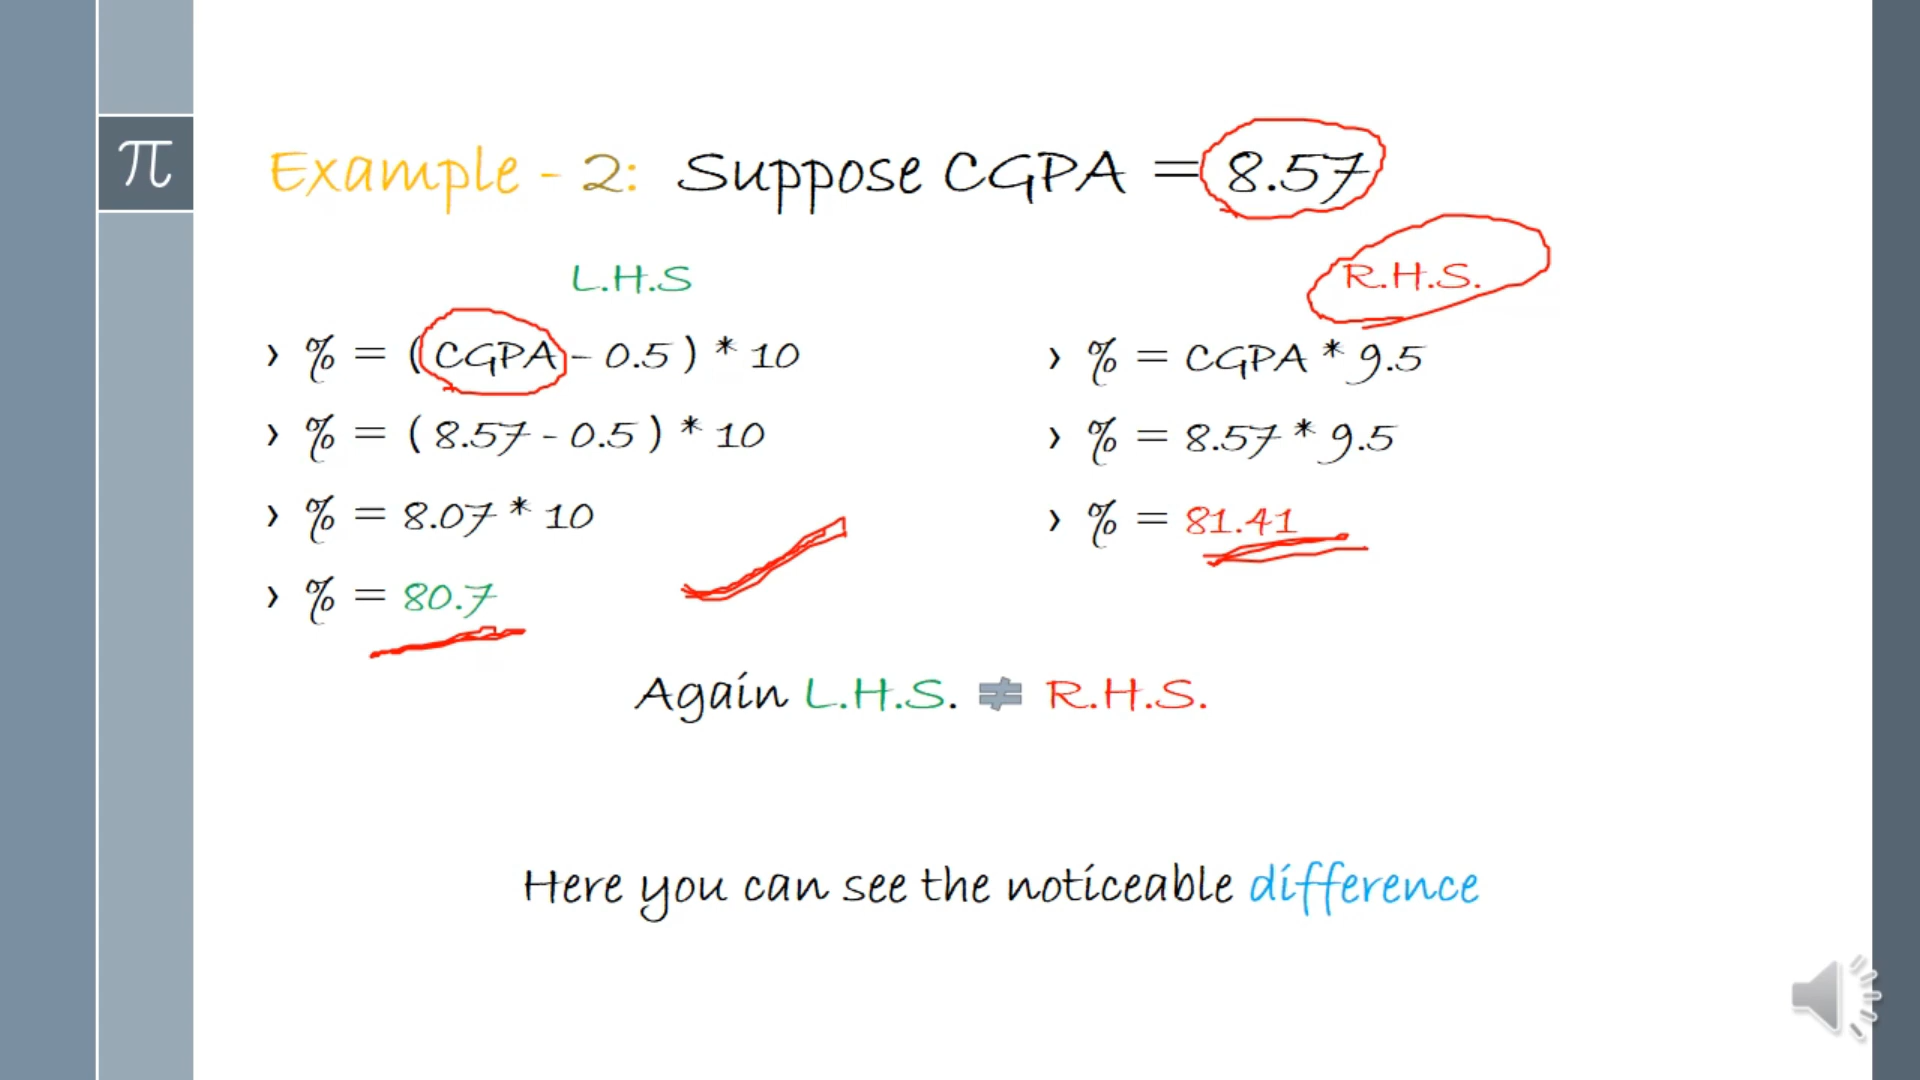 π
Example - 2: Suppose CGPA = 8.57
L.H.S
› % = ( CGPA - 0.5 ) * 10
› % = ( 8.57 - 0.5 ) * 10
› % = 8.07 * 10
› % = 80.7
R.H.S.
› % = CGPA * 9.5
› % = 8.57 * 9.5
› % = 81.41
Again L.H.S. ≠ R.H.S.
Here you can see the noticeable difference